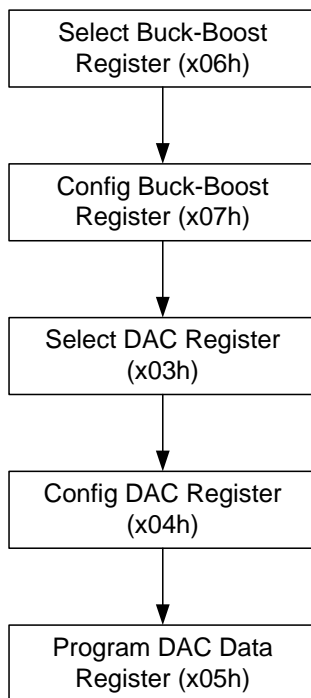 Select Buck-Boost
Register (x06h)
Config Buck-Boost
Register (x07h)
Select DAC Register
(x03h)
Config DAC Register
(x04h)
Program DAC Data
Register (x05h)